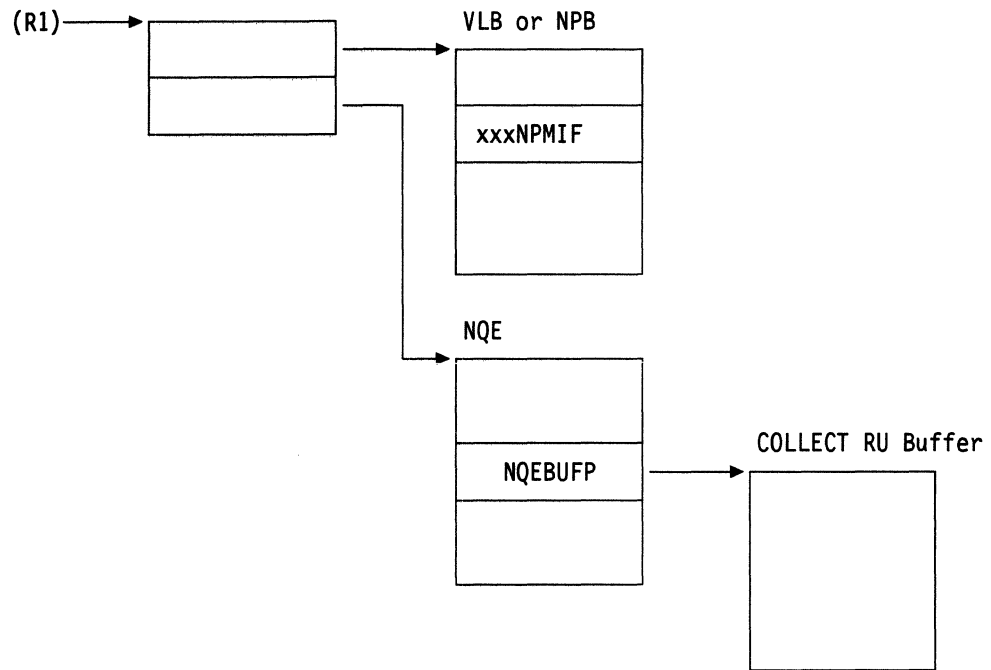 (R1)
VLB or NPB
xxxNPMIF
NQE
COLLECT RU Buffer
NQEBUFP